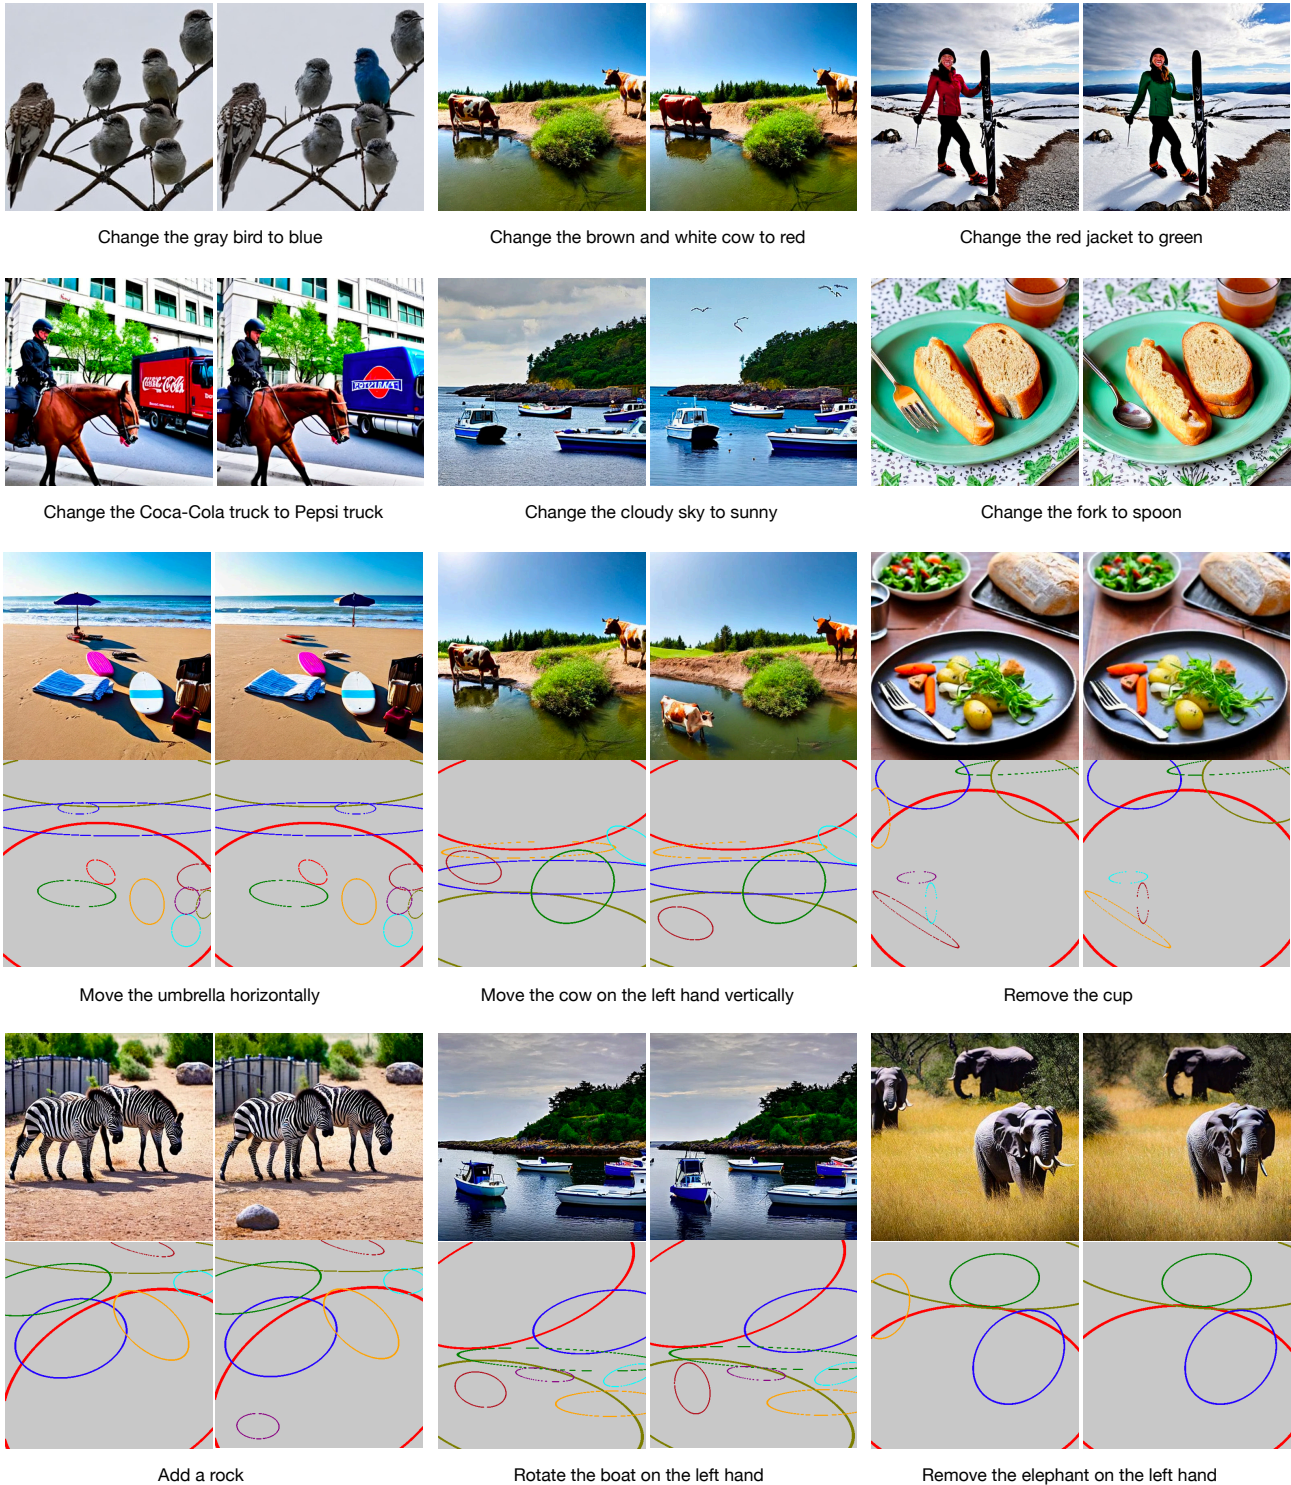 Change the gray bird to blue
Change the brown and white cow to red
Change the red jacket to green
Coca-Cola
Change the Coca-Cola truck to Pepsi truck
Change the cloudy sky to sunny
Change the fork to spoon
Move the umbrella horizontally
Move the cow on the left hand vertically
Remove the cup
Add a rock
Rotate the boat on the left hand
Remove the elephant on the left hand